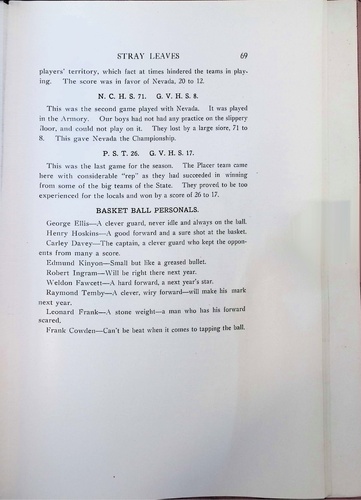 STRAY LEAVES 69
players' territory, which fact at times hindered the teams in play-
ing. The score was in favor of Nevada, 20 to 12.
N. C. H. S. 71. G. V. H. S. 8.
This was the second game played with Nevada. It was played
in the Armory. Our boys had not had any practice on the slippery
floor, and could not play on it. They lost by a large store, 71 to
8. This gave Nevada the Championship.
P. S. T. 26. G. V. H. S. 17.
This was the last game for the season. The Placer team came
here with considerable "rep" as they had succeeded in winning
from some of the big teams of the State. They proved to be too
experienced for the locals and won by a score of 26 to 17.
BASKET BALL PERSONALS.
George Ellis—A clever guard, never idle and always on the ball.
Henry Hoskins—A good forward and a sure shot at the basket.
Carley Davey—The captain, a clever guard who kept the oppon-
ents from many a score.
Edmund Kinyon—Small but like a greased bullet.
Robert Ingram—Will be right there next year.
Weldon Fawcett—A hard forward, a next year's star.
Raymond Temby—A clever, wiry forward—will make his mark
next year.
Leonard Frank—A stone weight—a man who has his forward
scared.
Frank Cowden—Can't be beat when it comes to tapping the ball.